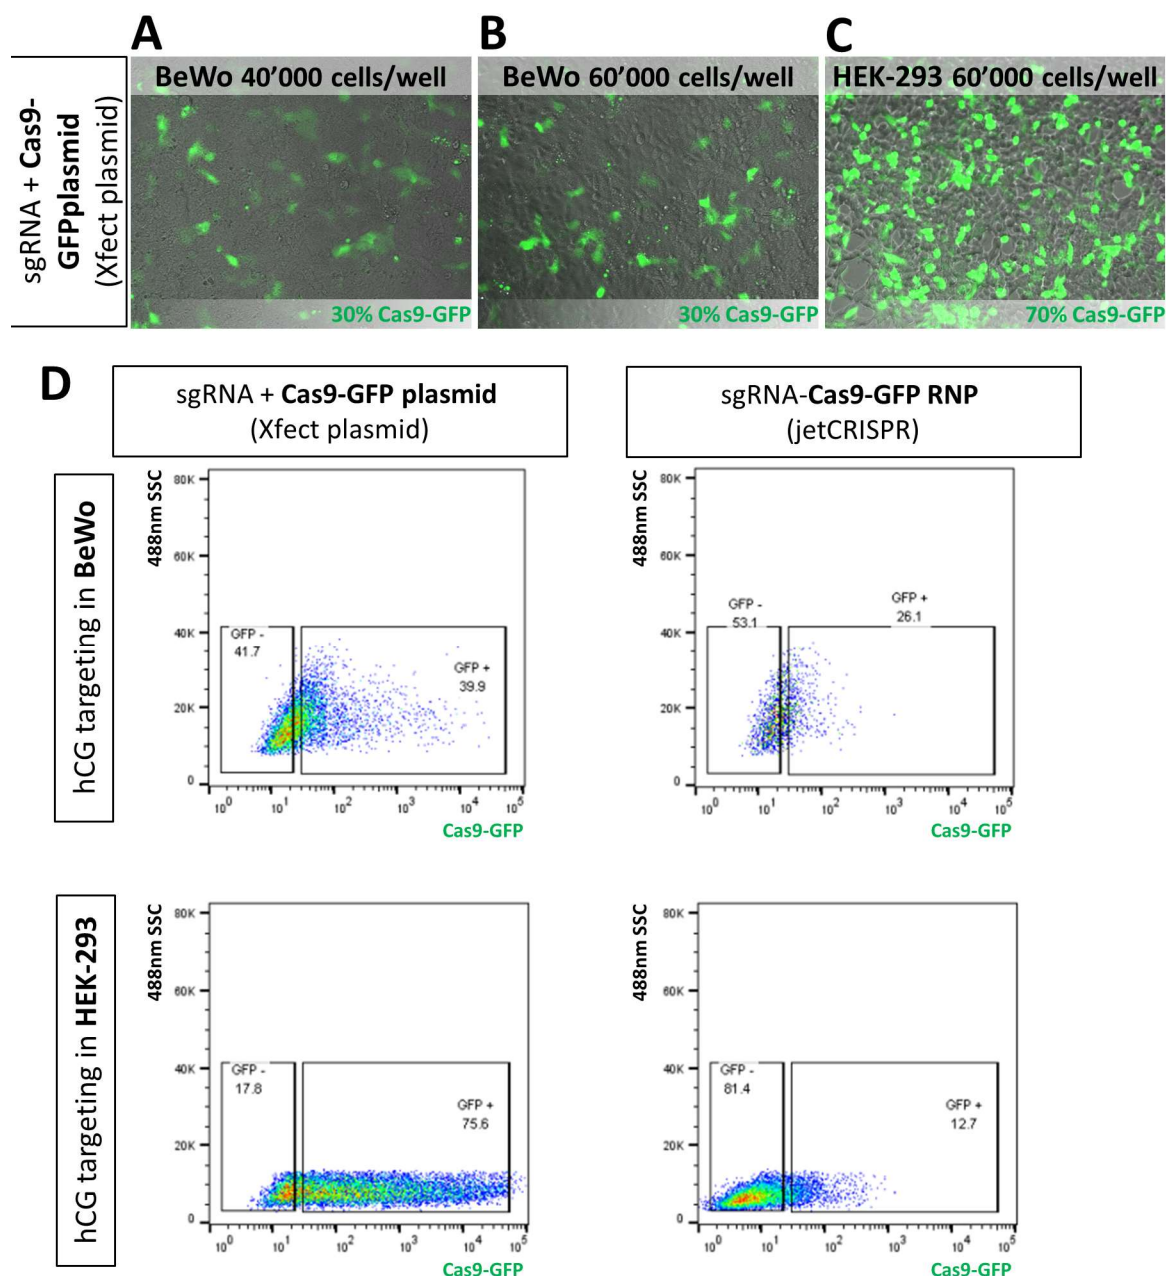 A
B
C
sgRNA + Cas9-
GFPplasmid
(Xfect plasmid)
BeWo 40’000 cells/well
BeWo 60’000 cells/well
HEK-293 60’000 cells/well
30% Cas9-GFP
30% Cas9-GFP
70% Cas9-GFP
D
sgRNA + Cas9-GFP plasmid
(Xfect plasmid)
sgRNA-Cas9-GFP RNP
(jetCRISPR)
hCG targeting in BeWo
488nm SSC
80K
60K
40K
20K
0
GFP -
41.7
GFP +
39.9
10^0 10^1 10^2 10^3 10^4 10^5
Cas9-GFP
488nm SSC
80K
60K
40K
20K
0
GFP -
53.1
GFP +
26.1
10^0 10^1 10^2 10^3 10^4 10^5
Cas9-GFP
hCG targeting in HEK-293
488nm SSC
80K
60K
40K
20K
0
GFP -
17.8
GFP +
75.6
10^0 10^1 10^2 10^3 10^4 10^5
Cas9-GFP
488nm SSC
80K
60K
40K
20K
0
GFP -
81.4
GFP +
12.7
10^0 10^1 10^2 10^3 10^4 10^5
Cas9-GFP